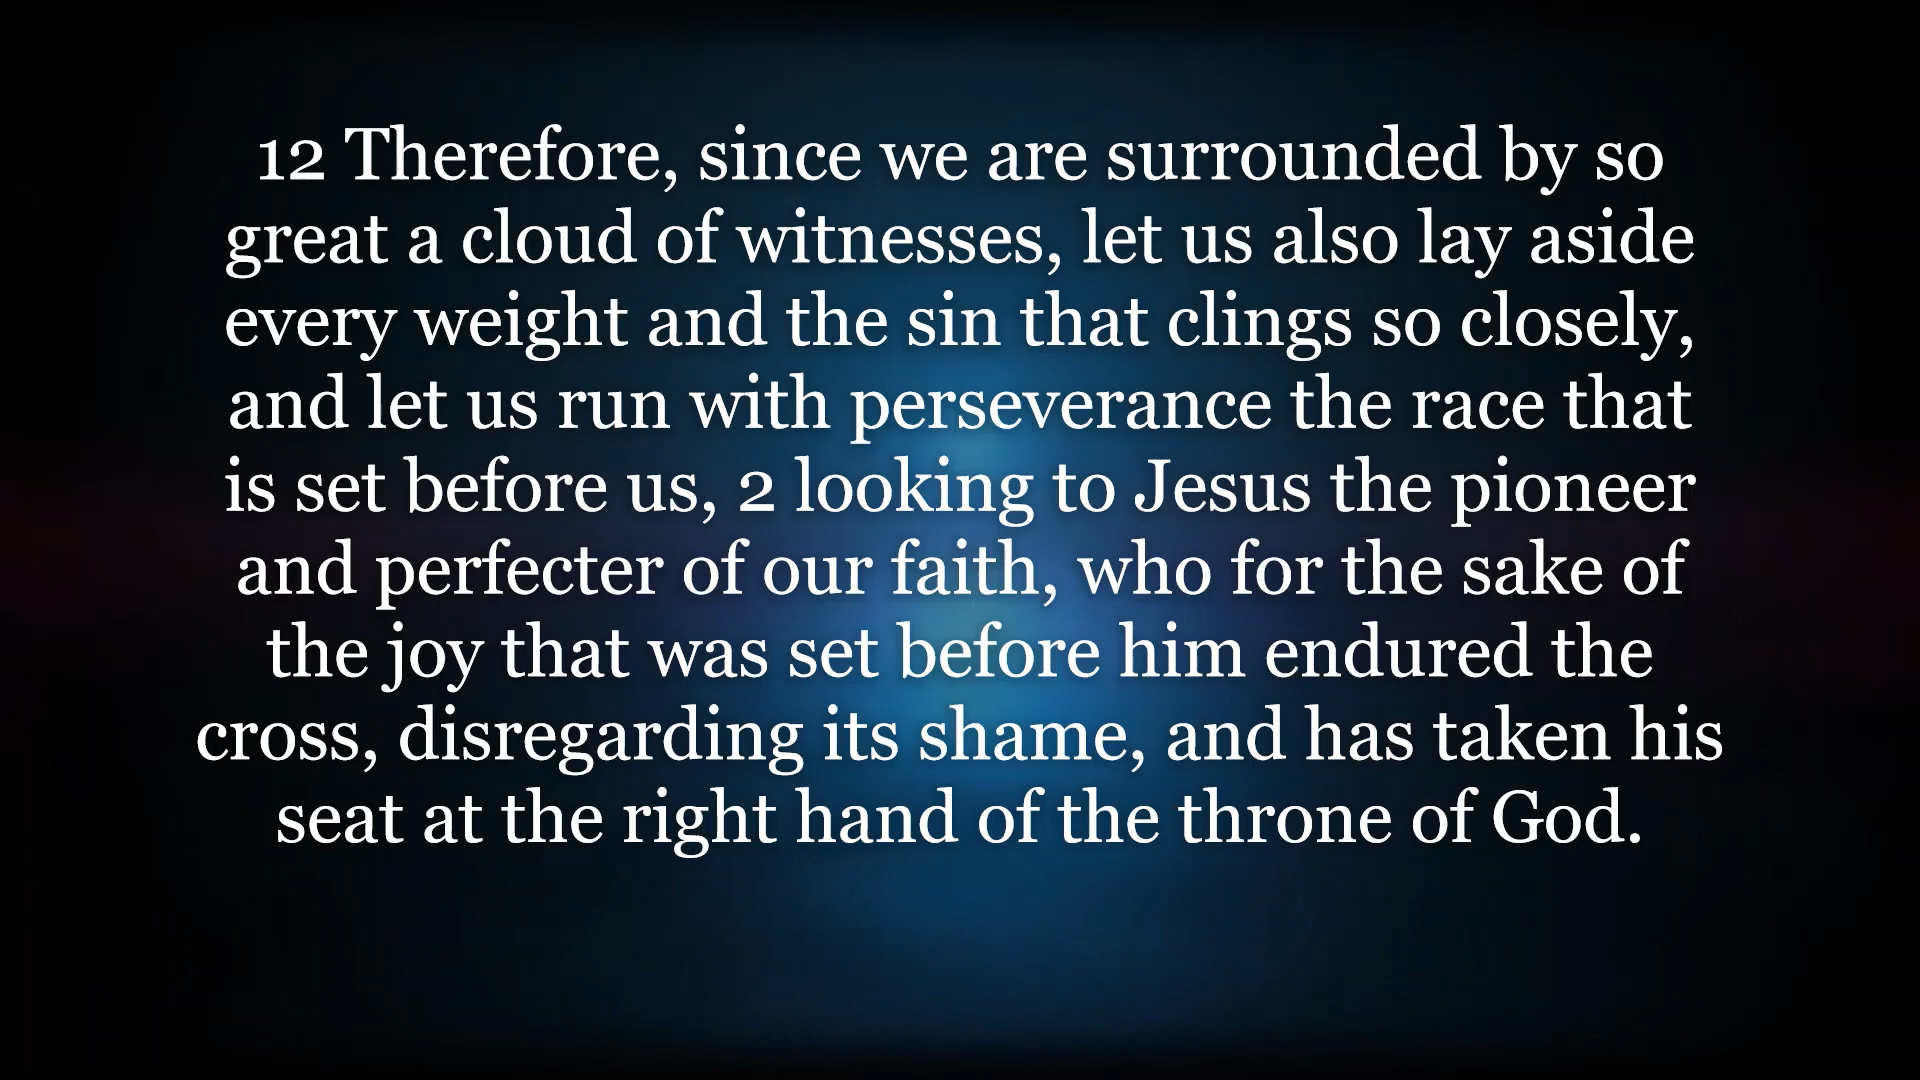 12 Therefore, since we are surrounded by so
great a cloud of witnesses, let us also lay aside
every weight and the sin that clings so closely,
and let us run with perseverance the race that
is set before us, 2 looking to Jesus the pioneer
and perfecter of our faith, who for the sake of
the joy that was set before him endured the
cross, disregarding its shame, and has taken his
seat at the right hand of the throne of God.